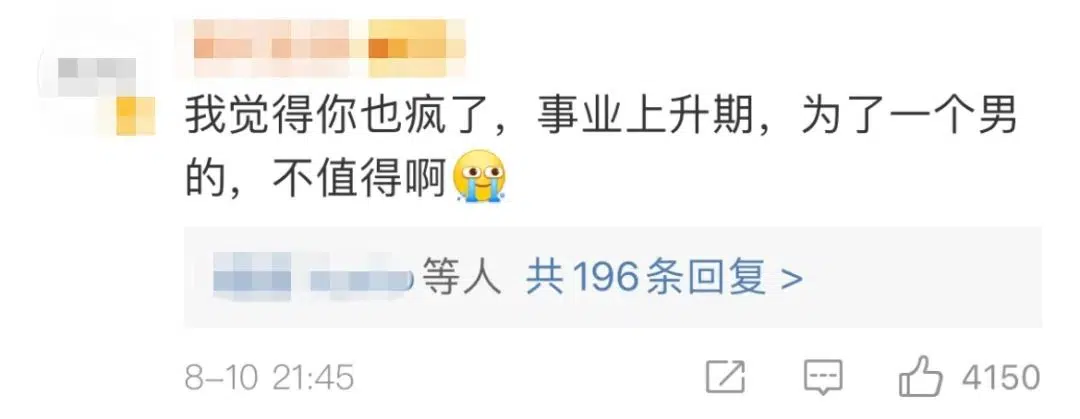 我觉得你也疯了，事业上升期，为了一个男
的，不值得啊
等人 共196条回复 >
8-10 21:45
4150